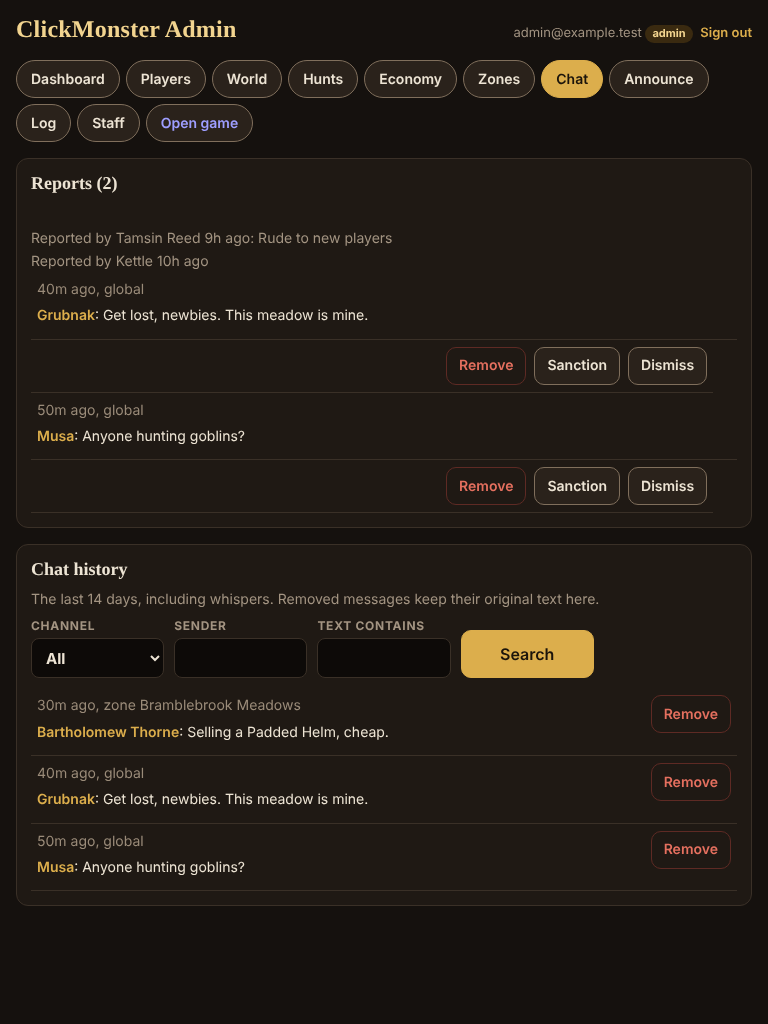 ClickMonster Admin
admin@example.test admin Sign out
Dashboard Players World Hunts Economy Zones Chat Announce
Log Staff Open game
Reports (2)
Reported by Tamsin Reed 9h ago: Rude to new players
Reported by Kettle 10h ago
40m ago, global
Grubnak: Get lost, newbies. This meadow is mine.
Remove Sanction Dismiss
50m ago, global
Musa: Anyone hunting goblins?
Remove Sanction Dismiss
Chat history
The last 14 days, including whispers. Removed messages keep their original text here.
CHANNEL SENDER TEXT CONTAINS
All Search
30m ago, zone Bramblebrook Meadows
Bartholomew Thorne: Selling a Padded Helm, cheap.
Remove
40m ago, global
Grubnak: Get lost, newbies. This meadow is mine.
Remove
50m ago, global
Musa: Anyone hunting goblins?
Remove